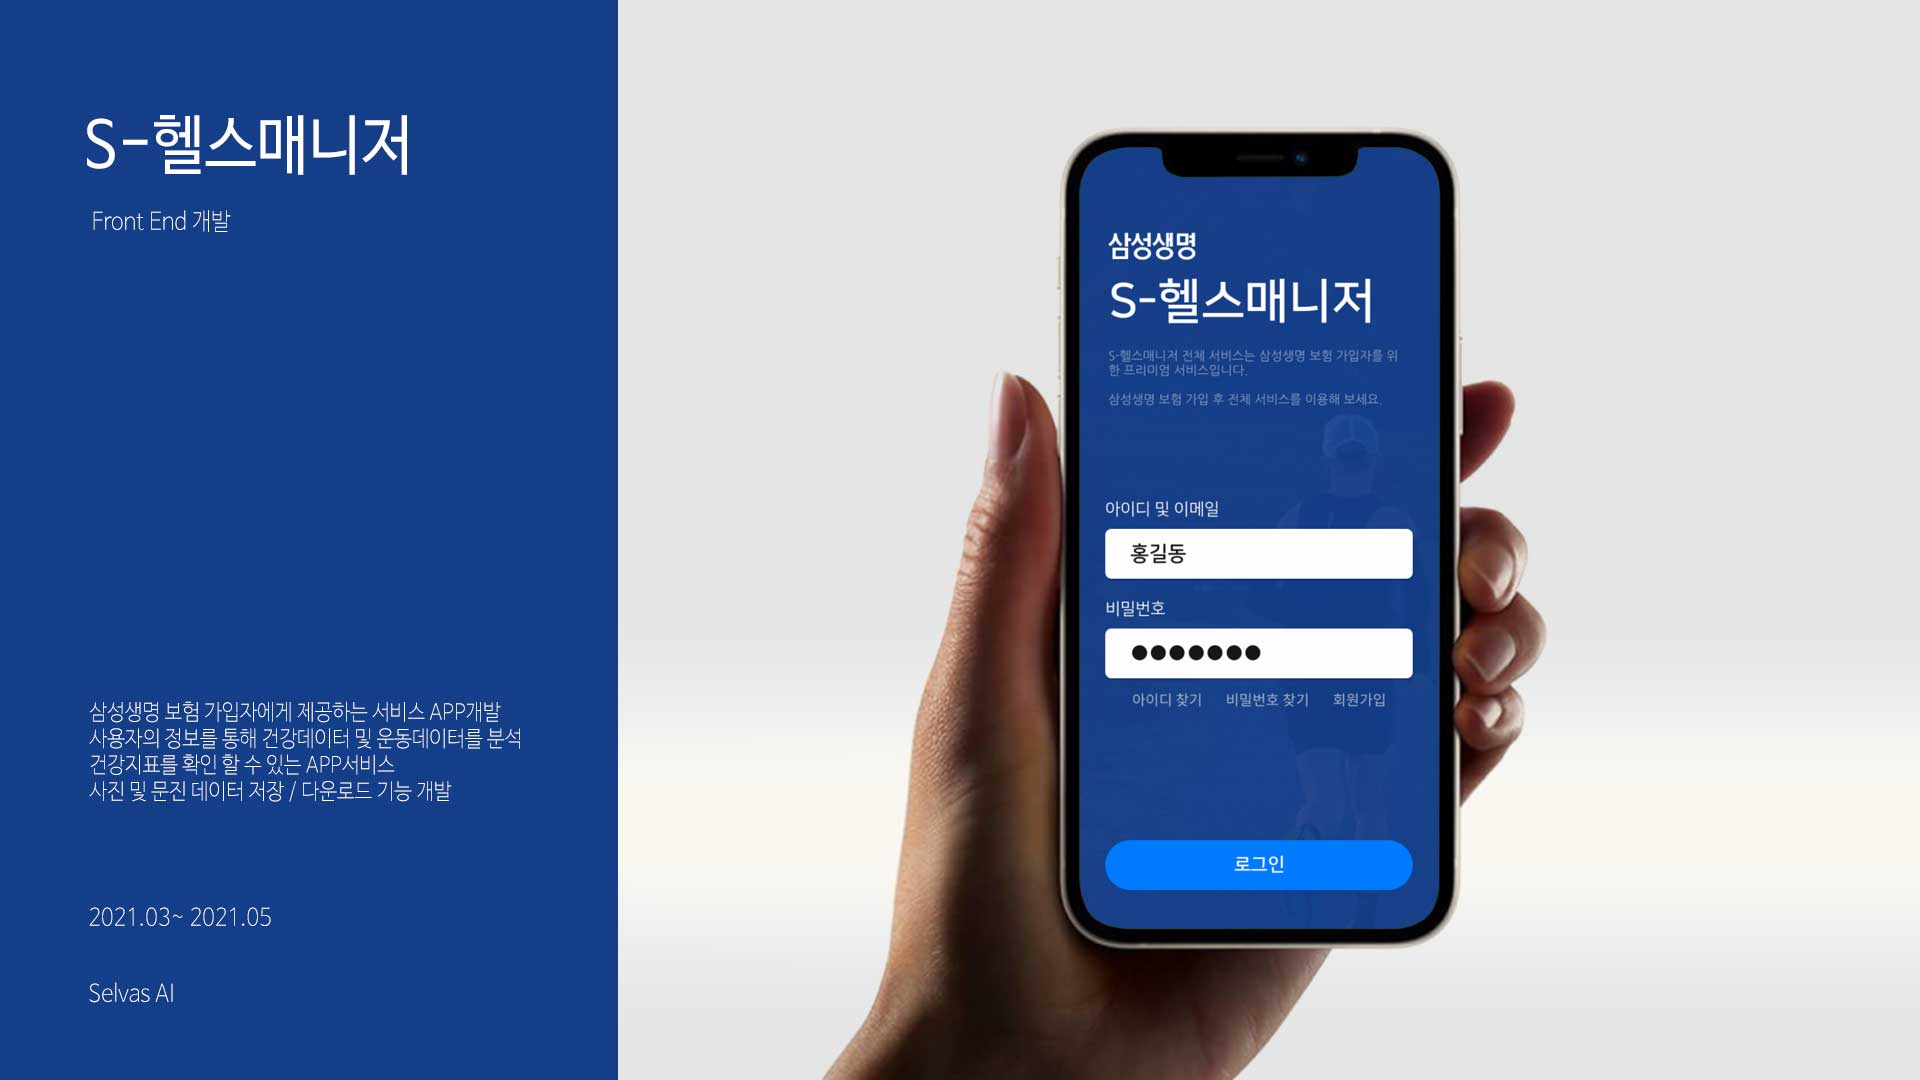 S-헬스매니저
Front End 개발
삼성생명 보험 가입자에게 제공하는 서비스 APP개발
사용자의 정보를 통해 건강데이터 및 운동데이터를 분석
건강지표를 확인 할 수 있는 APP서비스
사진 및 문진 데이터 저장 / 다운로드 기능 개발
2021.03~ 2021.05
Selvas AI
삼성생명
S-헬스매니저
S-헬스매니저 전체 서비스는 삼성생명 보험 가입자를 위
한 프리미엄 서비스입니다.
삼성생명 보험 가입 후 전체 서비스를 이용해 보세요.
아이디 및 이메일
홍길동
비밀번호
●●●●●●●
아이디 찾기 비밀번호 찾기 회원가입
로그인